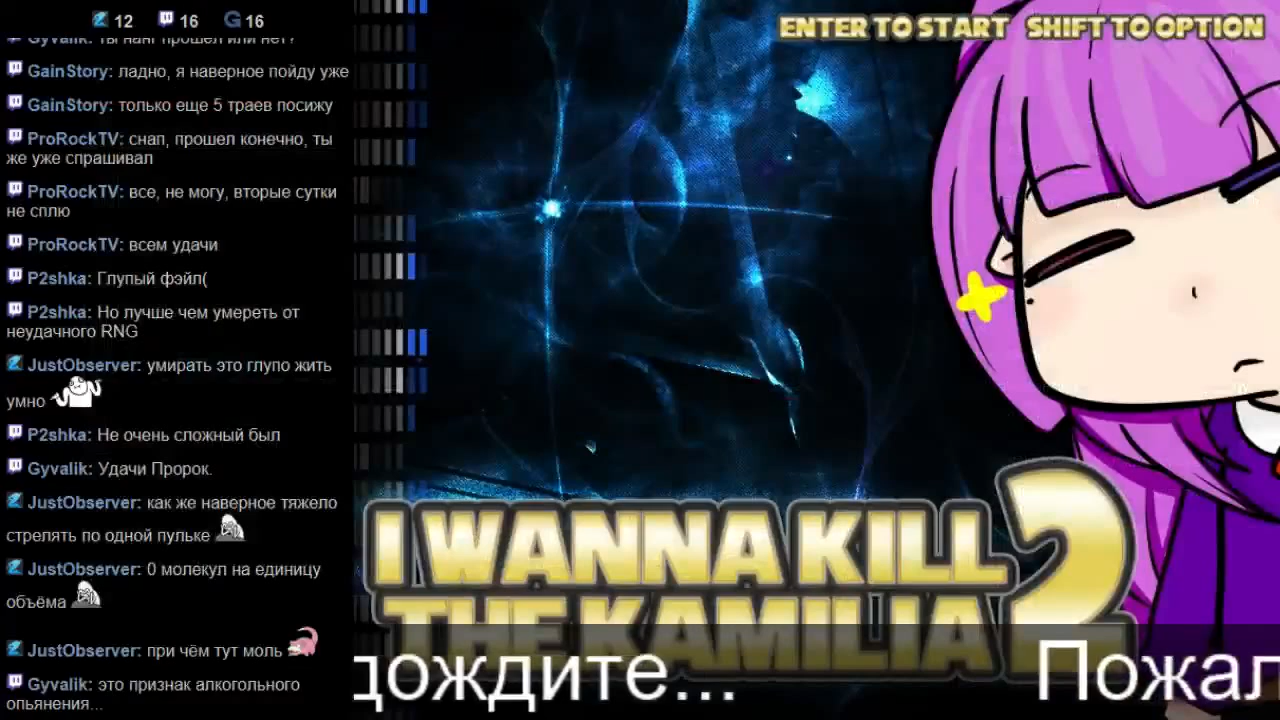 12 16 16
Gyvalik: ты нанг прошел или нет?
GainStory: ладно, я наверное пойду уже
GainStory: только еще 5 траев посижу
ProRockTV: снап, прошел конечно, ты
же уже спрашивал
ProRockTV: все, не могу, вторые сутки
не сплю
ProRockTV: всем удачи
P2shka: Глупый фэйл(
P2shka: Но лучше чем умереть от
неудачного RNG
JustObserver: умирать это глупо жить
умно
P2shka: Не очень сложный был
Gyvalik: Удачи Пророк.
JustObserver: как же наверное тяжело
стрелять по одной пульке
JustObserver: 0 молекул на единицу
объёма
JustObserver: при чём тут моль
Gyvalik: это признак алкогольного
опьянения...
ENTER TO START SHIFT TO OPTION
I WANNA KILL
THE KAMILIA 2
дождите... Пожал